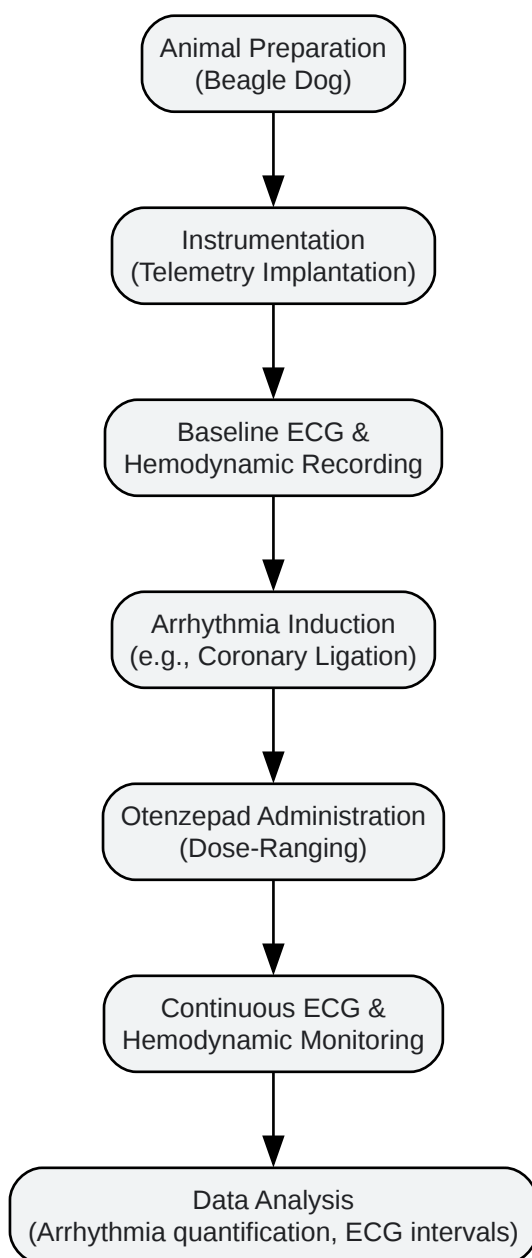 Animal Preparation
(Beagle Dog)
Instrumentation
(Telemetry Implantation)
Baseline ECG &
Hemodynamic Recording
Arrhythmia Induction
(e.g., Coronary Ligation)
Otenzepad Administration
(Dose-Ranging)
Continuous ECG &
Hemodynamic Monitoring
Data Analysis
(Arrhythmia quantification, ECG intervals)